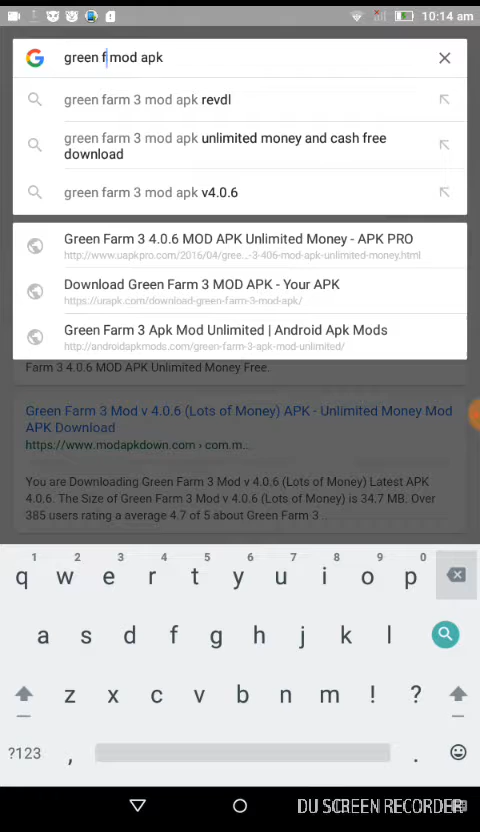 10:14 am
green f mod apk
green farm 3 mod apk revdl
green farm 3 mod apk unlimited money and cash free
download
green farm 3 mod apk v4.0.6
Green Farm 3 4.0.6 MOD APK Unlimited Money - APK PRO
http://www.uapkpro.com/2016/04/gree...-3-406-mod-apk-unlimited-money.html
Download Green Farm 3 MOD APK - Your APK
https://urapk.com/download-green-farm-3-mod-apk/
Green Farm 3 Apk Mod Unlimited | Android Apk Mods
http://androidapkmods.com/green-farm-3-apk-mod-unlimited/
Farm 3 4.0.6 MOD APK Unlimited Money Free.
Green Farm 3 Mod v 4.0.6 (Lots of Money) APK - Unlimited Money Mod
APK Download
https://www.modapkdown.com › com.m...
You are Downloading Green Farm 3 Mod v 4.0.6 (Lots of Money) Latest APK
4.0.6. The Size of Green Farm 3 Mod v 4.0.6 (Lots of Money) is 34.7 MB. Over
385 users rating a average 4.7 of 5 about Green Farm 3 ..
1 2 3 4 5 6 7 8 9 0
q w e r t y u i o p
a s d f g h j k l
z x c v b n m ! ?
?123 , .
DU SCREEN RECORDER